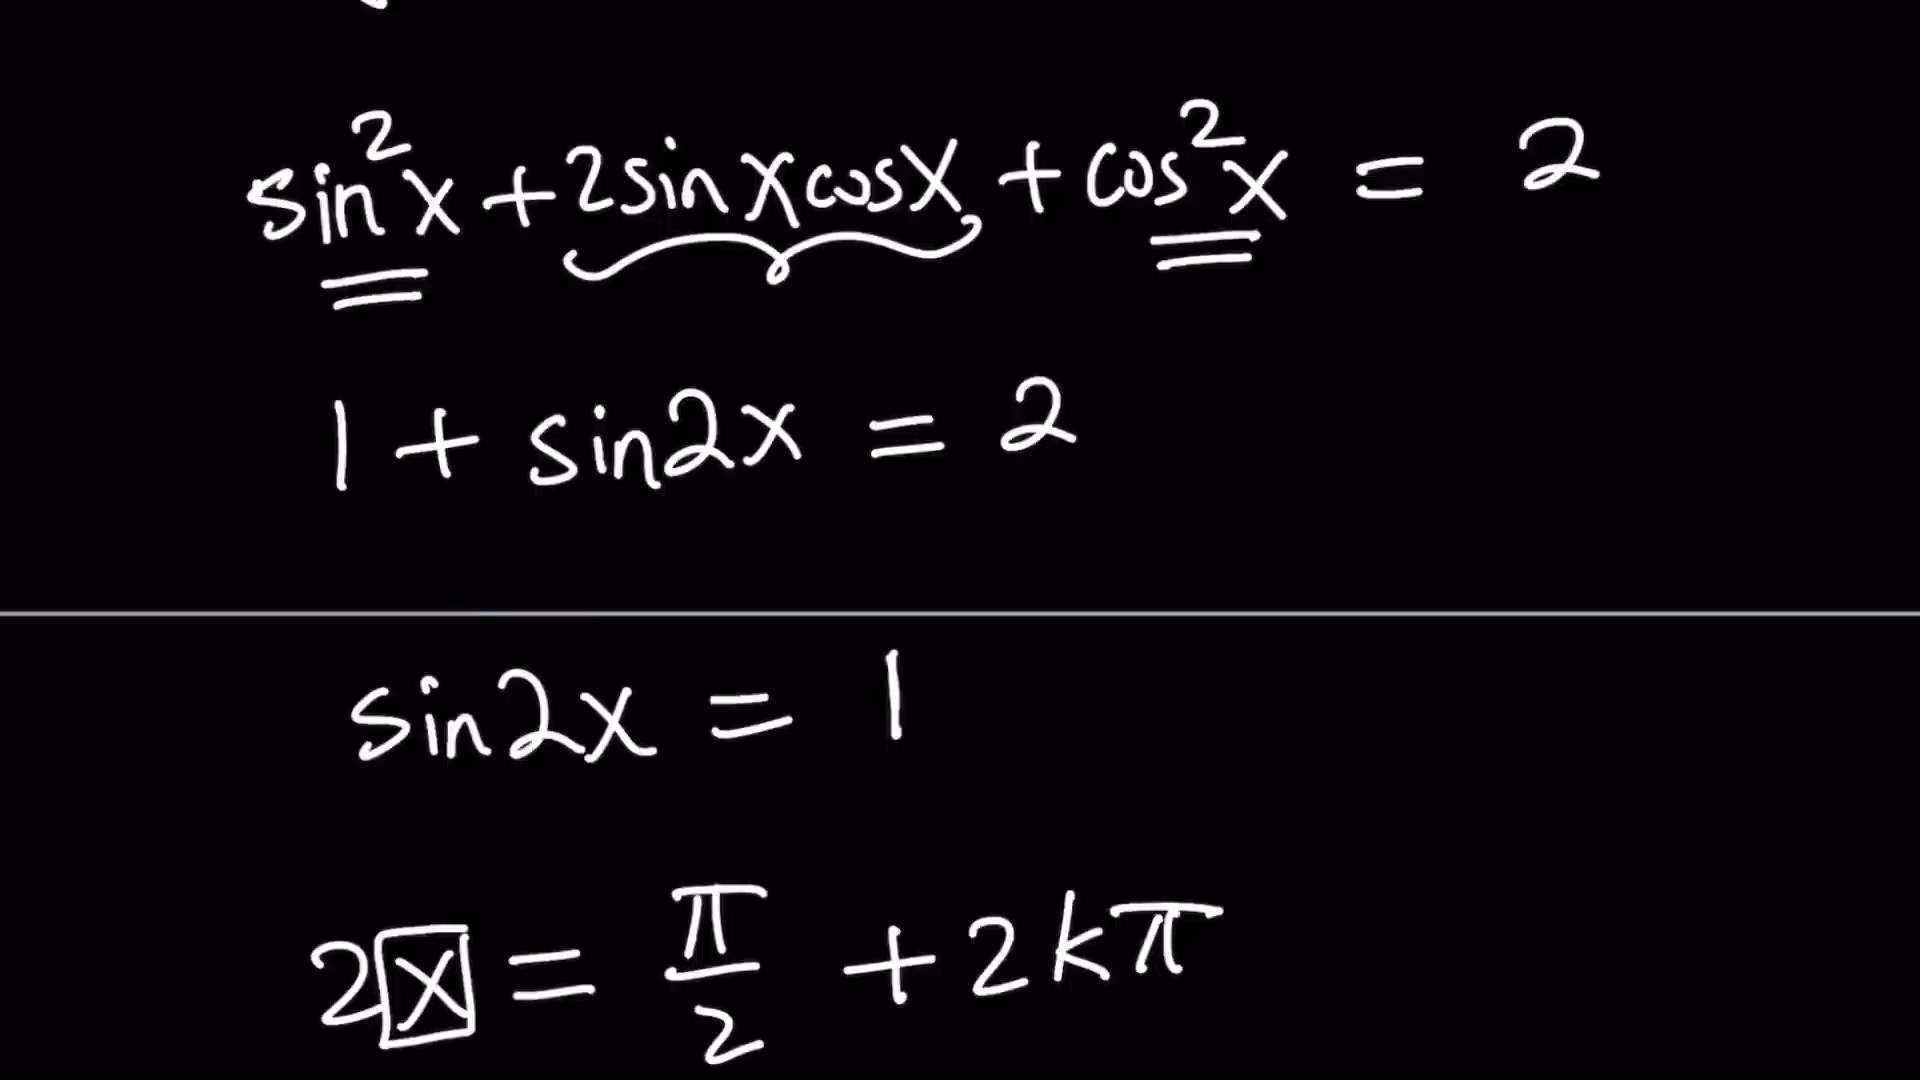 sin²x + 2sinxcosx + cos²x = 2
1 + sin2x = 2
sin2x = 1
2x = π/2 + 2kπ